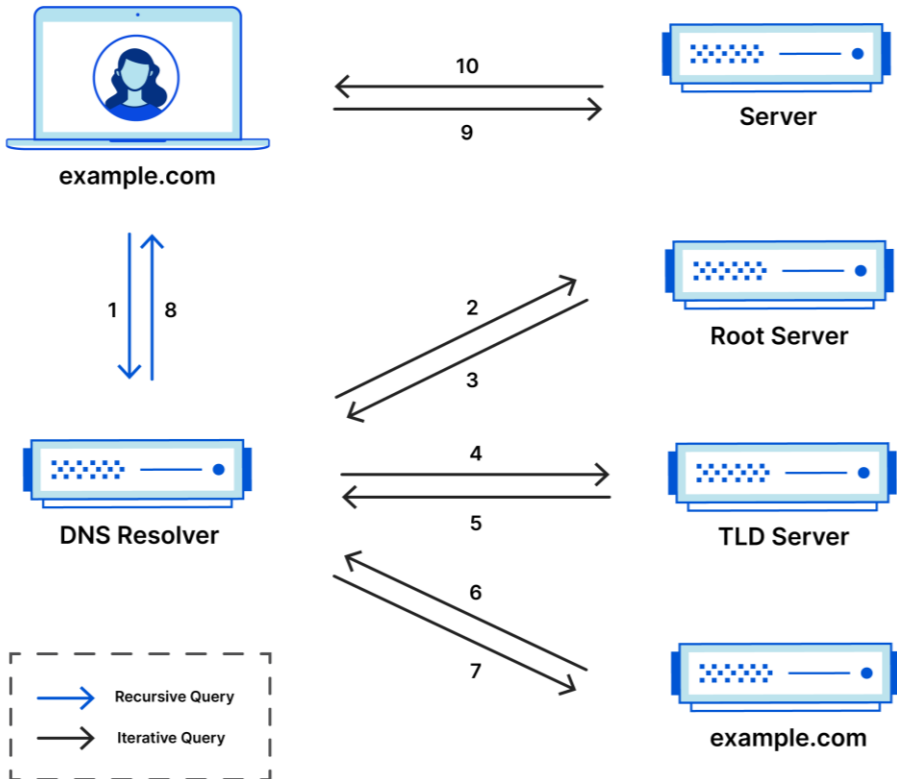 10
9
Server
example.com
1
8
2
3
Root Server
4
5
DNS Resolver
TLD Server
6
7
Recursive Query
Iterative Query
example.com